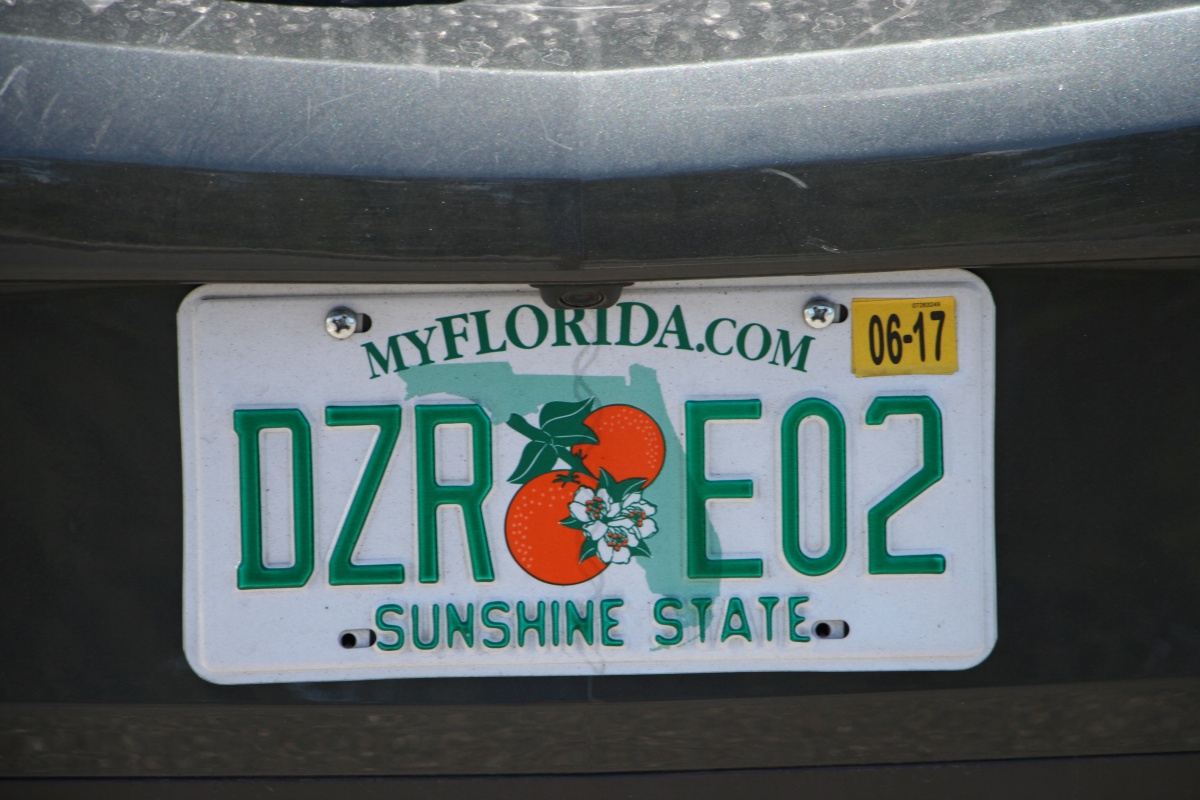 MYFLORIDA.COM
06-17
DZR E02
SUNSHINE STATE